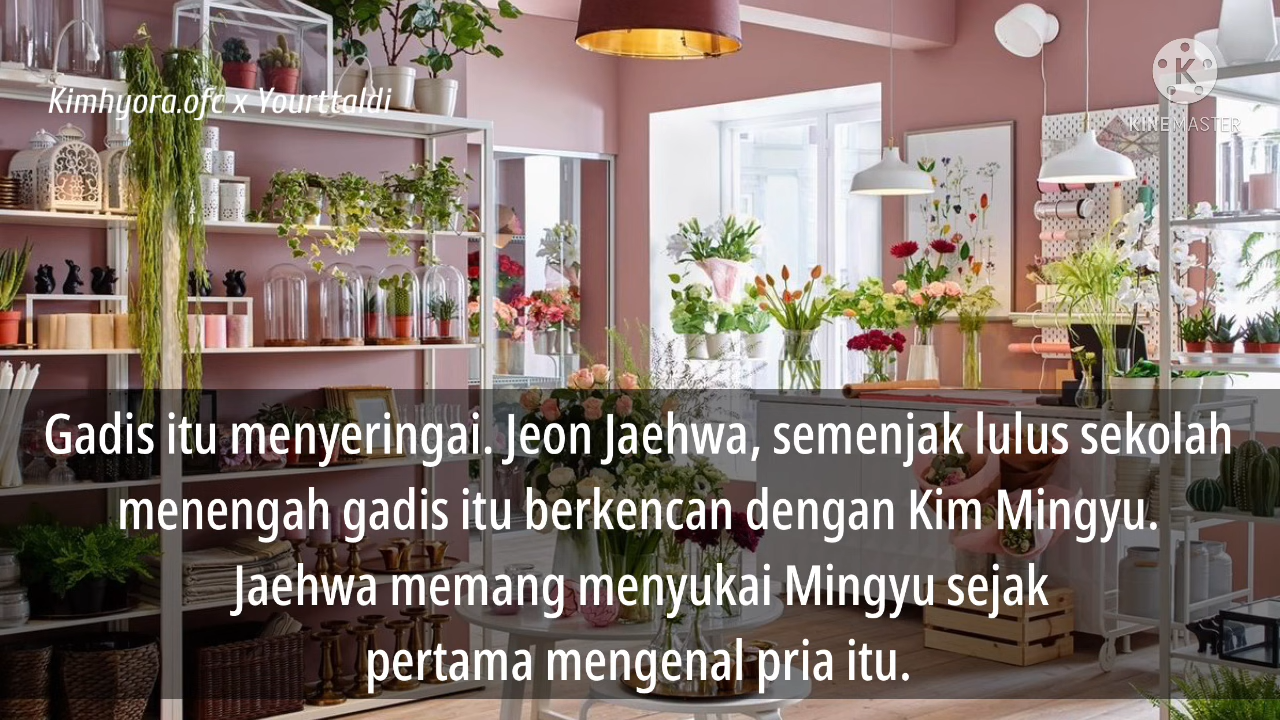 Kimhyora.ofc x Yourttaldi
K
KINEMASTER
Gadis itu menyeringai. Jeon Jaehwa, semenjak lulus sekolah
menengah gadis itu berkencan dengan Kim Mingyu.
Jaehwa memang menyukai Mingyu sejak
pertama mengenal pria itu.